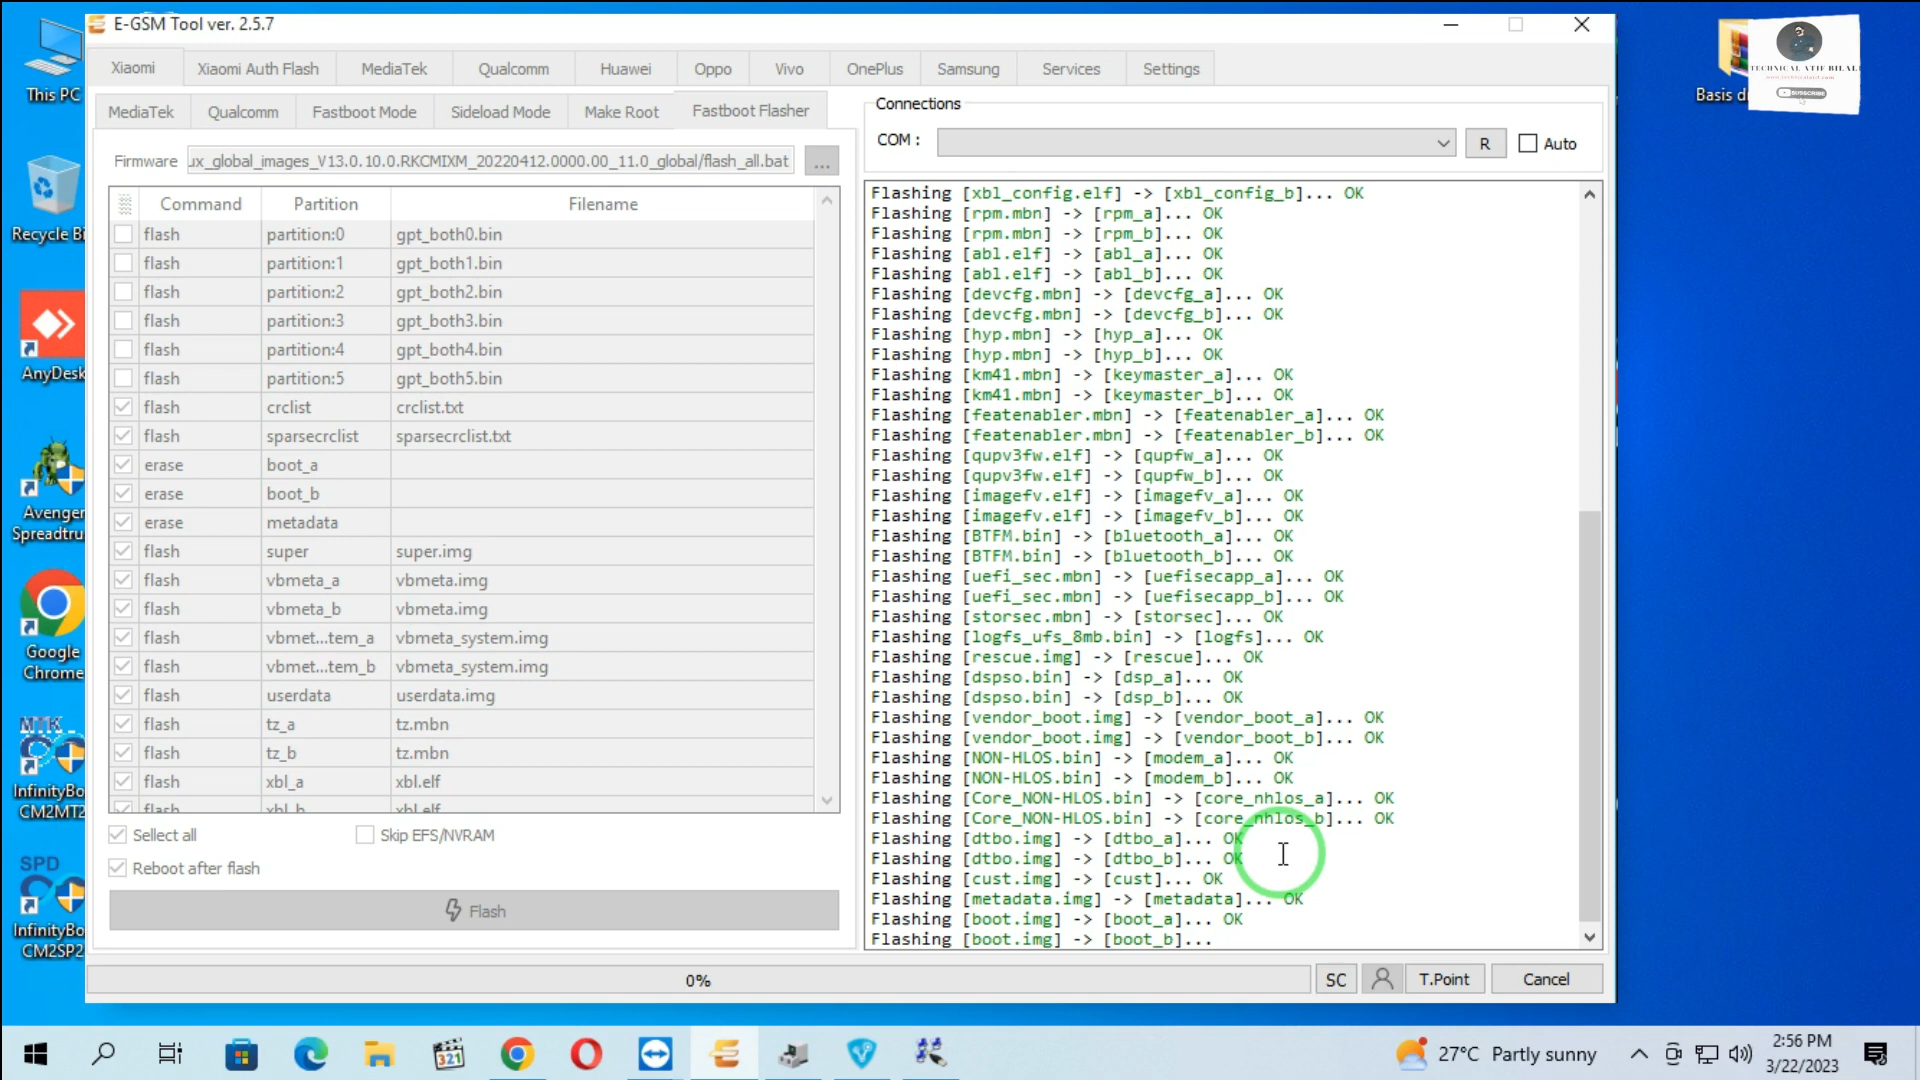 E-GSM Tool ver. 2.5.7
This PC
Recycle Bi
AnyDesk
Avenger
Spreadtru
Google
Chrome
MTK
InfinityBo
CM2MT2
SPD
InfinityBo
CM2SP2
Xiaomi
Xiaomi Auth Flash
MediaTek
Qualcomm
Huawei
Oppo
Vivo
OnePlus
Samsung
Services
Settings
MediaTek
Qualcomm
Fastboot Mode
Sideload Mode
Make Root
Fastboot Flasher
Firmware ux_global_images_V13.0.10.0.RKCMIXM_20220412.0000.00_11.0_global/flash_all.bat ...
Command Partition Filename
flash partition:0 gpt_both0.bin
flash partition:1 gpt_both1.bin
flash partition:2 gpt_both2.bin
flash partition:3 gpt_both3.bin
flash partition:4 gpt_both4.bin
flash partition:5 gpt_both5.bin
flash crclist crclist.txt
flash sparsecrclist sparsecrclist.txt
erase boot_a
erase boot_b
erase metadata
flash super super.img
flash vbmeta_a vbmeta.img
flash vbmeta_b vbmeta.img
flash vbmet...tem_a vbmeta_system.img
flash vbmet...tem_b vbmeta_system.img
flash userdata userdata.img
flash tz_a tz.mbn
flash tz_b tz.mbn
flash xbl_a xbl.elf
flash xbl_b xbl.elf
Sellect all
Skip EFS/NVRAM
Reboot after flash
Flash
Connections
COM :
R
Auto
Flashing [xbl_config.elf] -> [xbl_config_b]... OK
Flashing [rpm.mbn] -> [rpm_a]... OK
Flashing [rpm.mbn] -> [rpm_b]... OK
Flashing [abl.elf] -> [abl_a]... OK
Flashing [abl.elf] -> [abl_b]... OK
Flashing [devcfg.mbn] -> [devcfg_a]... OK
Flashing [devcfg.mbn] -> [devcfg_b]... OK
Flashing [hyp.mbn] -> [hyp_a]... OK
Flashing [hyp.mbn] -> [hyp_b]... OK
Flashing [km41.mbn] -> [keymaster_a]... OK
Flashing [km41.mbn] -> [keymaster_b]... OK
Flashing [featenabler.mbn] -> [featenabler_a]... OK
Flashing [featenabler.mbn] -> [featenabler_b]... OK
Flashing [qupv3fw.elf] -> [qupfw_a]... OK
Flashing [qupv3fw.elf] -> [qupfw_b]... OK
Flashing [imagefv.elf] -> [imagefv_a]... OK
Flashing [imagefv.elf] -> [imagefv_b]... OK
Flashing [BTFM.bin] -> [bluetooth_a]... OK
Flashing [BTFM.bin] -> [bluetooth_b]... OK
Flashing [uefi_sec.mbn] -> [uefisecapp_a]... OK
Flashing [uefi_sec.mbn] -> [uefisecapp_b]... OK
Flashing [storsec.mbn] -> [storsec]... OK
Flashing [logfs_ufs_8mb.bin] -> [logfs]... OK
Flashing [rescue.img] -> [rescue]... OK
Flashing [dspso.bin] -> [dsp_a]... OK
Flashing [dspso.bin] -> [dsp_b]... OK
Flashing [vendor_boot.img] -> [vendor_boot_a]... OK
Flashing [vendor_boot.img] -> [vendor_boot_b]... OK
Flashing [NON-HLOS.bin] -> [modem_a]... OK
Flashing [NON-HLOS.bin] -> [modem_b]... OK
Flashing [Core_NON-HLOS.bin] -> [core_nhlos_a]... OK
Flashing [Core_NON-HLOS.bin] -> [core_nhlos_b]... OK
Flashing [dtbo.img] -> [dtbo_a]... OK
Flashing [dtbo.img] -> [dtbo_b]... OK
Flashing [cust.img] -> [cust]... OK
Flashing [metadata.img] -> [metadata]... OK
Flashing [boot.img] -> [boot_a]... OK
Flashing [boot.img] -> [boot_b]...
0%
SC
T.Point
Cancel
Basis d
TECHNICAL ATIF BILAL
SUBSCRIBE
321
27°C Partly sunny
2:56 PM
3/22/2023